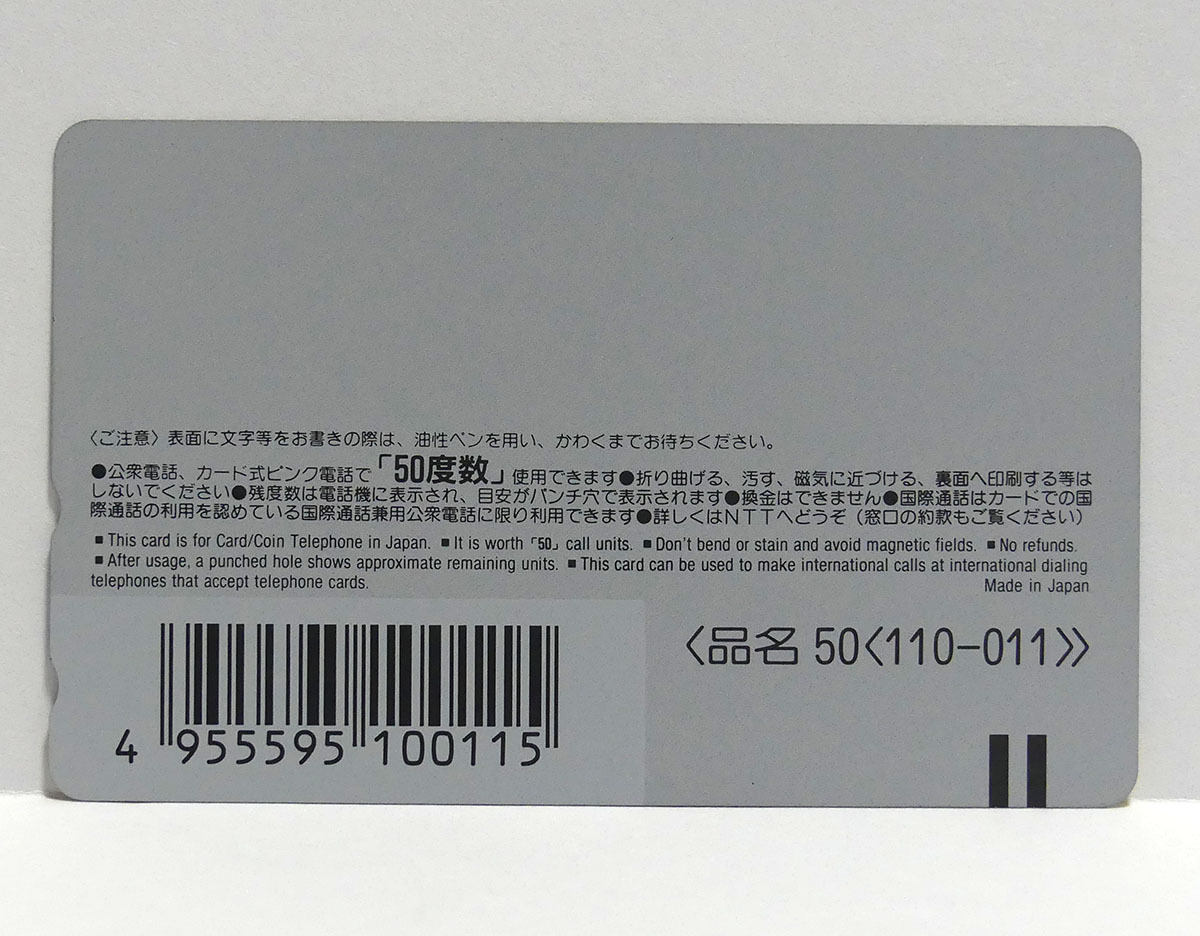 〈ご注意〉表面に文字等をお書きの際は、油性ペンを用い、かわくまでお待ちください。
●公衆電話、カード式ピンク電話で「50度数」使用できます●折り曲げる、汚す、磁気に近づける、裏面へ印刷する等は
しないでください●残度数は電話機に表示され、目安がパンチ穴で表示されます●換金はできません●国際通話はカードでの国
際通話の利用を認めている国際通話兼用公衆電話に限り利用できます●詳しくはNTTへどうぞ（窓口の約款もご覧ください）
■ This card is for Card/Coin Telephone in Japan. ■ It is worth 「50」 call units. ■ Don't bend or stain and avoid magnetic fields. ■ No refunds.
■ After usage, a punched hole shows approximate remaining units. ■ This card can be used to make international calls at international dialing
telephones that accept telephone cards.
Made in Japan
〈品名 50〈110-011〉〉
4 955595 100115